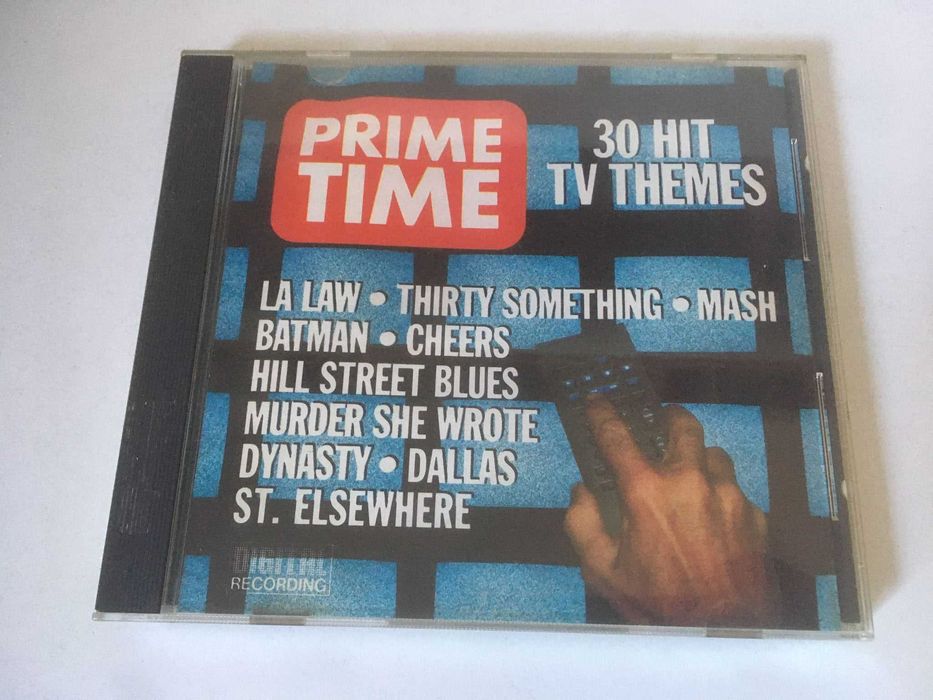 PRIME
TIME
30 HIT
TV THEMES
LA LAW • THIRTY SOMETHING • MASH
BATMAN • CHEERS
HILL STREET BLUES
MURDER SHE WROTE
DYNASTY • DALLAS
ST. ELSEWHERE
DIGITAL
RECORDING